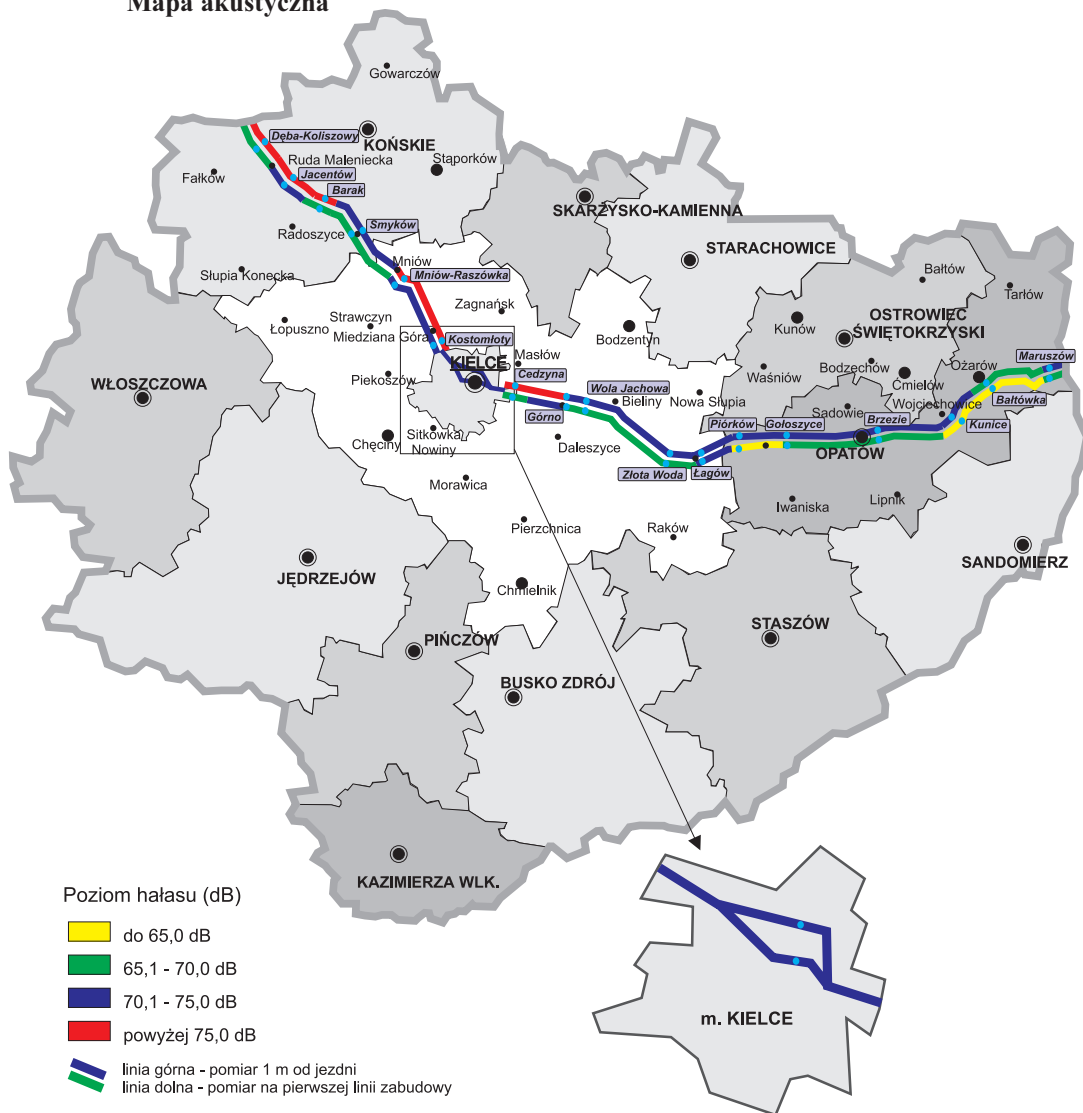 Mapa akustyczna
Gowarczów
Dęba-Koliszowy
KOŃSKIE
Ruda Maleniecka
Stąporków
Fałków
Jacentów
Barak
SKARŻYSKO-KAMIENNA
Radoszyce
Smyków
STARACHOWICE
Słupia Konecka
Mniów
Mniów-Raszówka
Bałtów
Tarłów
Zagnańsk
Łopuszno
Strawczyn
Miedziana Góra
Kostomłoty
Bodzentyn
Kunów
OSTROWIEC
ŚWIĘTOKRZYSKI
Masłów
KIELCE
Piekoszów
WŁOSZCZOWA
Cedzyna
Wola Jachowa
Bieliny
Nowa Słupia
Waśniów
Bodzechów
Ćmielów
Ożarów
Maruszów
Bałtówka
Wojciechowice
Sadowie
Górno
Piórków
Gołoszyce
Brzezie
Kunice
Chęciny
Sitkówka
Nowiny
Daleszyce
OPATÓW
Złota Woda
Łagów
Morawica
Iwaniska
Lipnik
Pierzchnica
Raków
SANDOMIERZ
JĘDRZEJÓW
Chmielnik
PIŃCZÓW
STASZÓW
BUSKO ZDRÓJ
KAZIMIERZA WLK.
Poziom hałasu (dB)
do 65,0 dB
65,1 - 70,0 dB
70,1 - 75,0 dB
powyżej 75,0 dB
linia górna - pomiar 1 m od jezdni
linia dolna - pomiar na pierwszej linii zabudowy
m. KIELCE